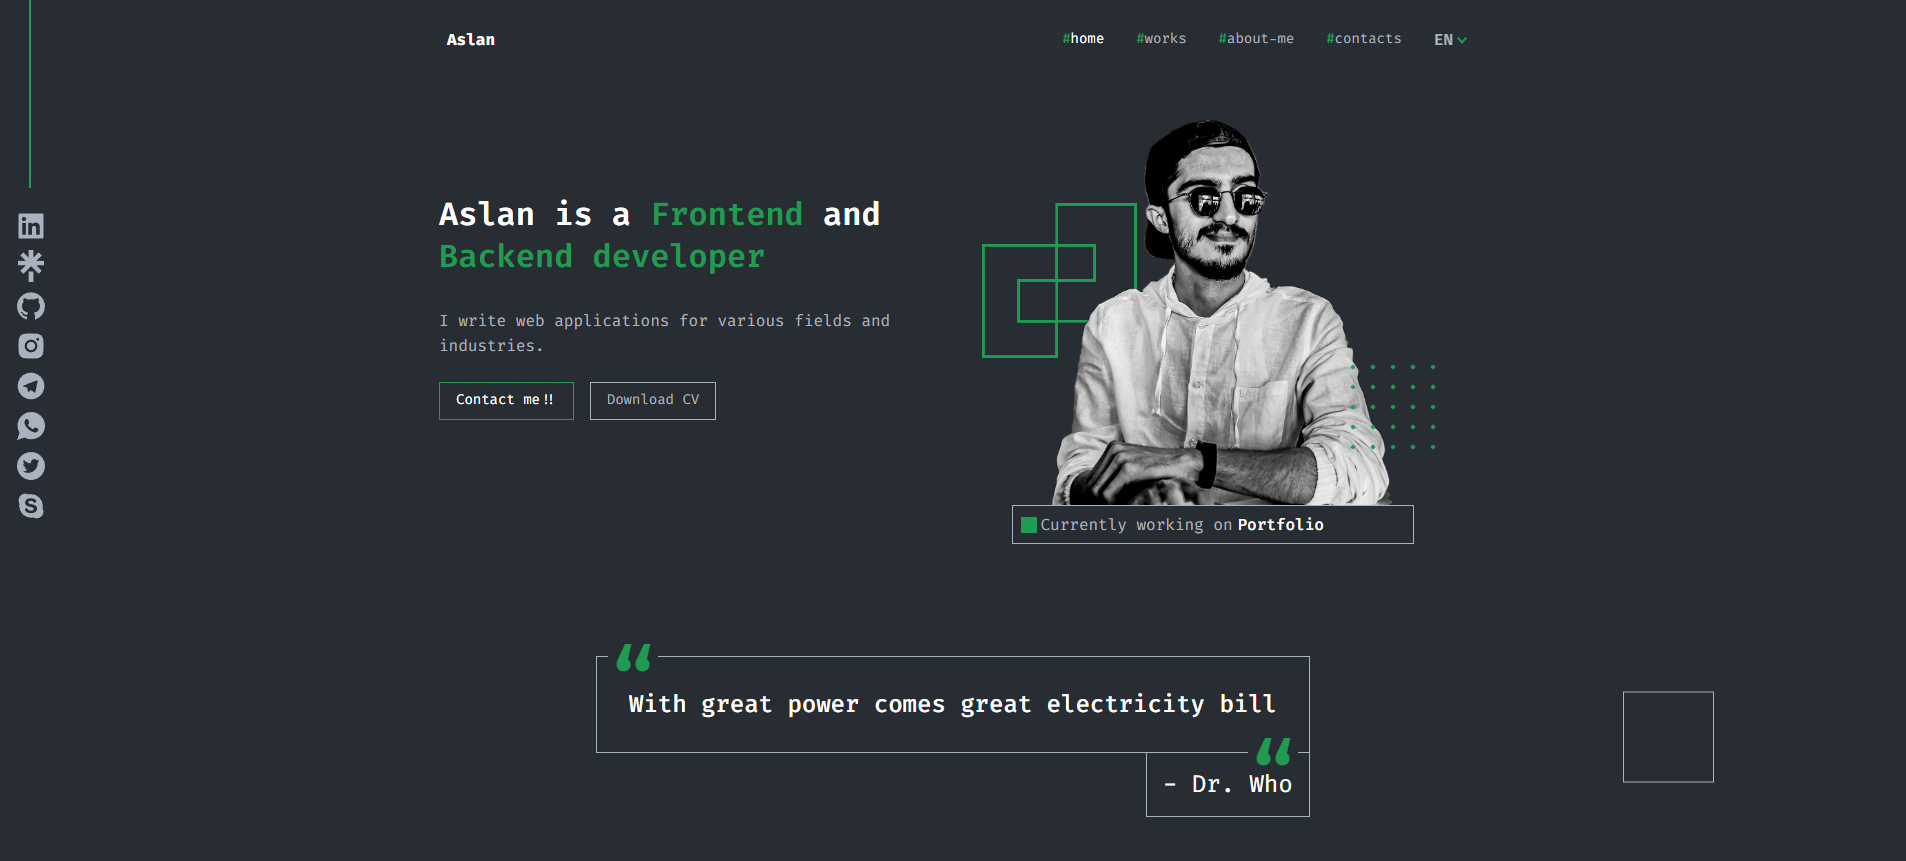 Aslan
#home #works #about-me #contacts EN
Aslan is a Frontend and
Backend developer
I write web applications for various fields and
industries.
Contact me!! Download CV
Currently working on Portfolio
With great power comes great electricity bill
- Dr. Who